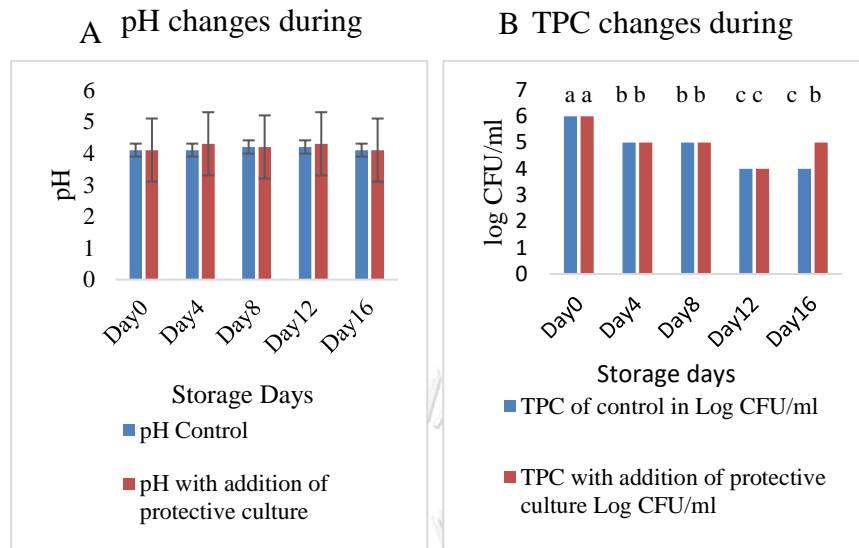 A pH changes during
6
5
4
3
2
1
0
pH
Day0 Day4 Day8 Day12 Day16
Storage Days
pH Control
pH with addition of
protective culture
B TPC changes during
7
6
5
4
3
2
1
0
log CFU/ml
a a b b b b c c c b
Day0 Day4 Day8 Day12 Day16
Storage days
TPC of control in Log CFU/ml
TPC with addition of protective
culture Log CFU/ml